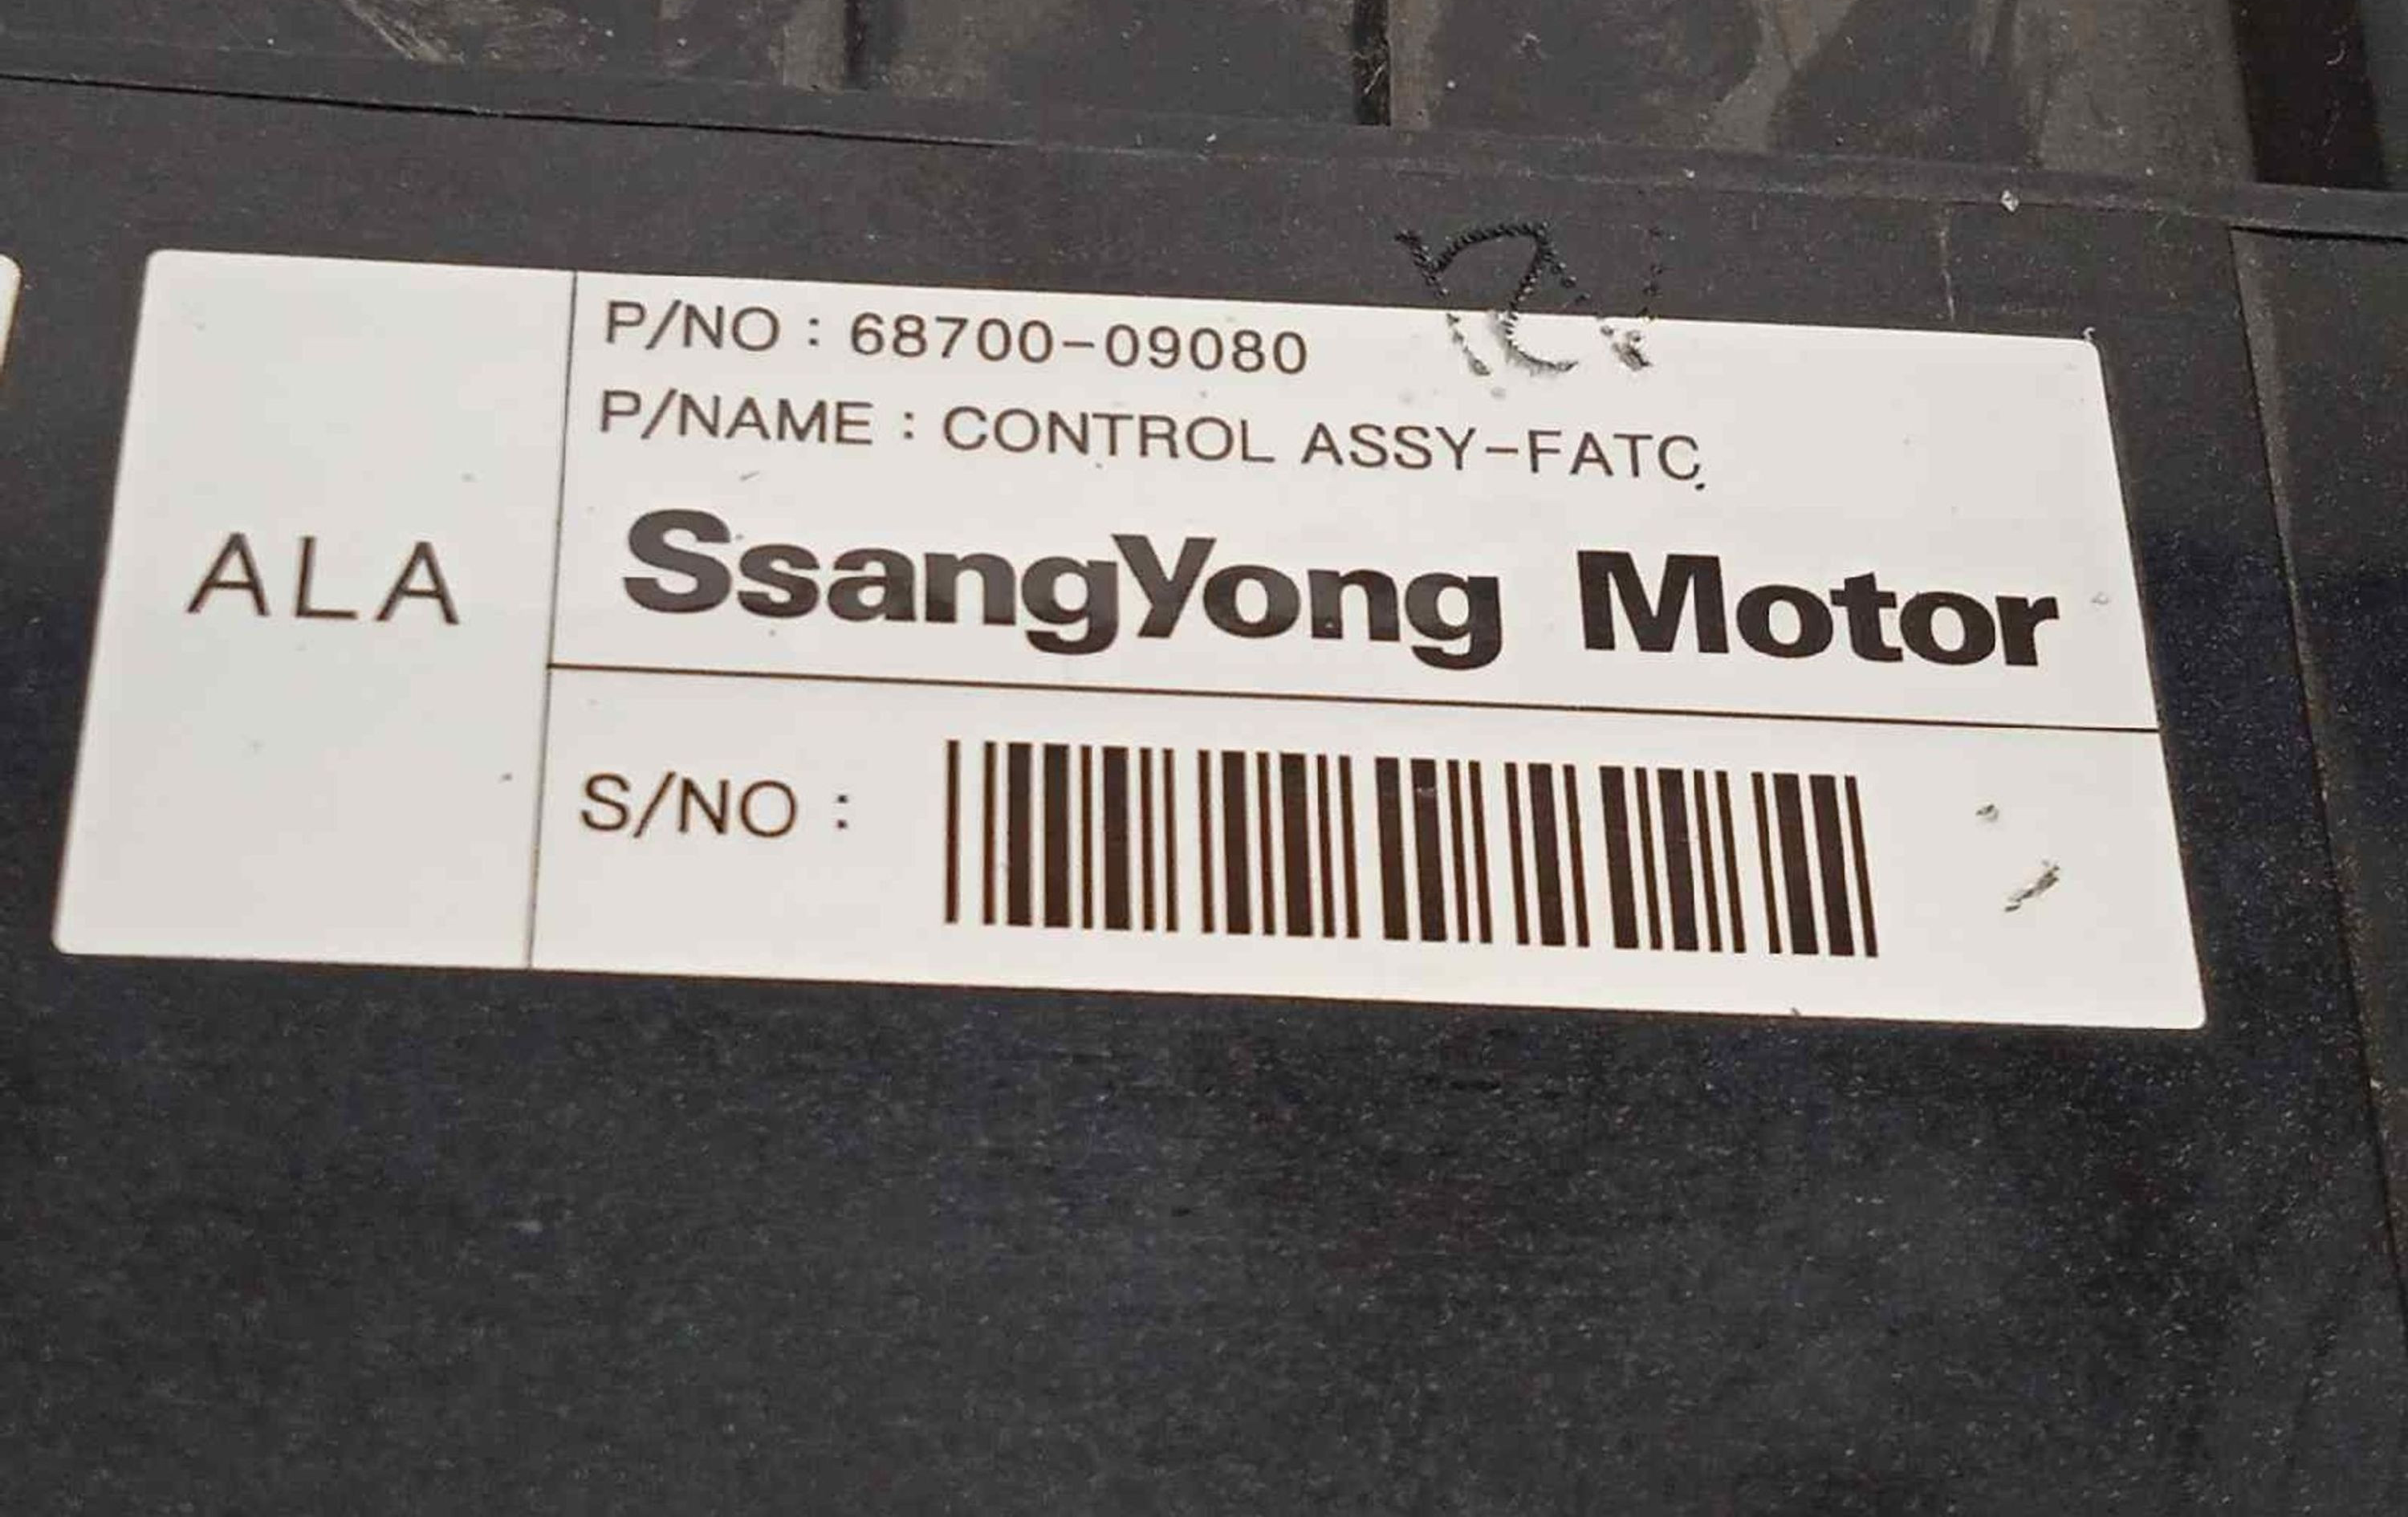 ALA
P/NO : 68700-09080
P/NAME : CONTROL ASSY-FATC
SsangYong Motor
S/NO :